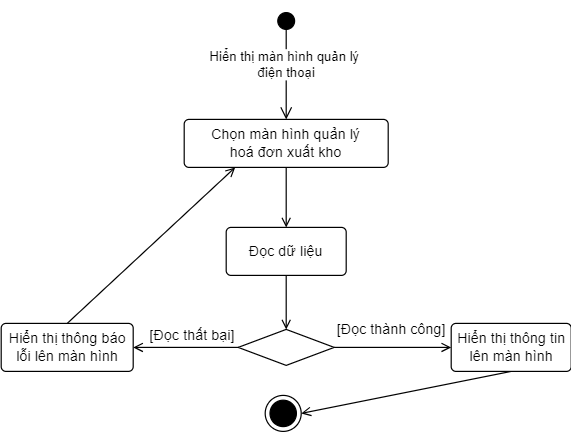 Hiển thị màn hình quản lý
điện thoại
Chọn màn hình quản lý
hoá đơn xuất kho
Đọc dữ liệu
[Đọc thất bại]
[Đọc thành công]
Hiển thị thông báo
lỗi lên màn hình
Hiển thị thông tin
lên màn hình